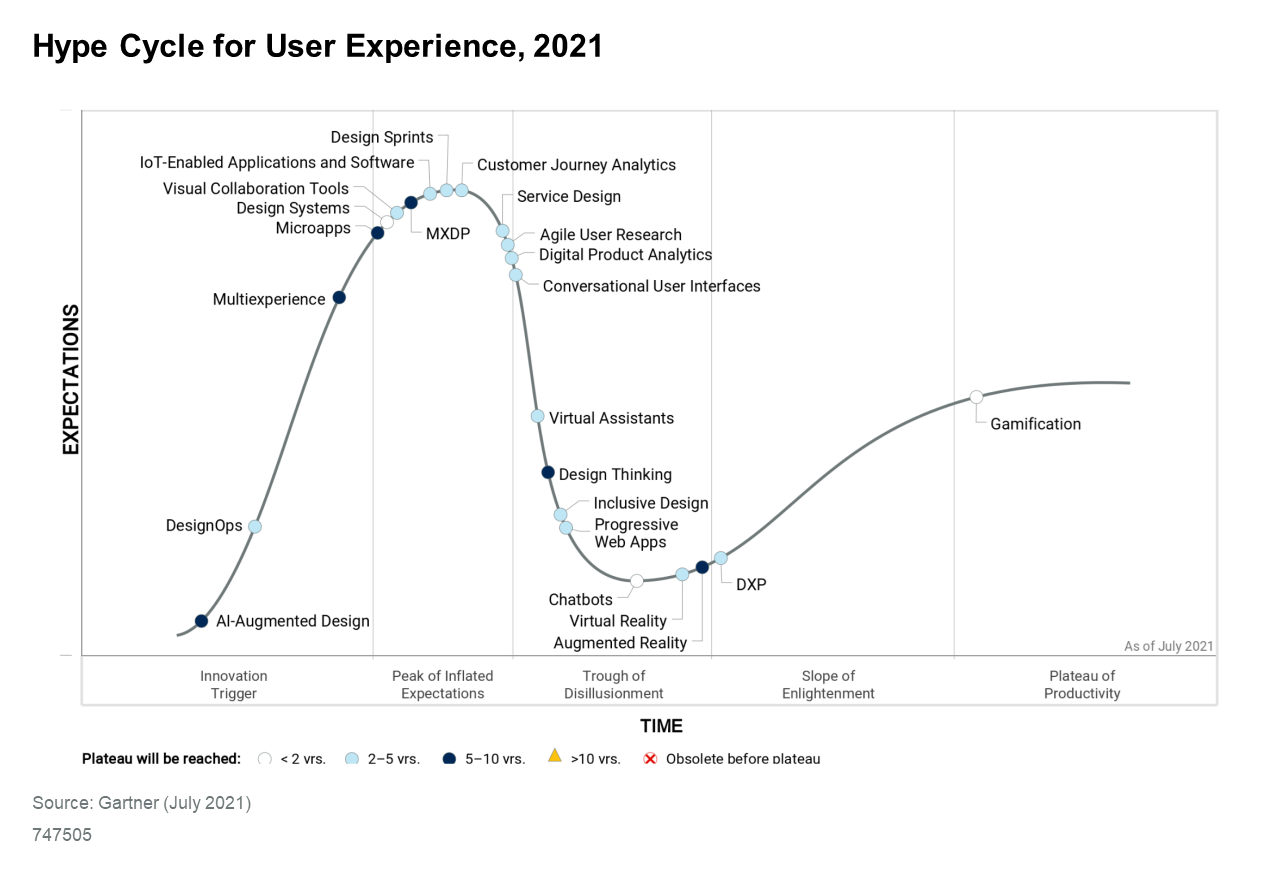 Hype Cycle for User Experience, 2021
Design Sprints
IoT-Enabled Applications and Software
Customer Journey Analytics
Visual Collaboration Tools
Service Design
Design Systems
Microapps
MXDP
Agile User Research
Digital Product Analytics
Conversational User Interfaces
Multiexperience
EXPECTATIONS
Virtual Assistants
Gamification
Design Thinking
Inclusive Design
DesignOps
Progressive
Web Apps
DXP
Chatbots
AI-Augmented Design
Virtual Reality
Augmented Reality
As of July 2021
Innovation
Trigger
Peak of Inflated
Expectations
Trough of
Disillusionment
Slope of
Enlightenment
Plateau of
Productivity
TIME
Plateau will be reached: < 2 yrs. 2–5 yrs. 5–10 yrs. >10 yrs. Obsolete before plateau
Source: Gartner (July 2021)
747505